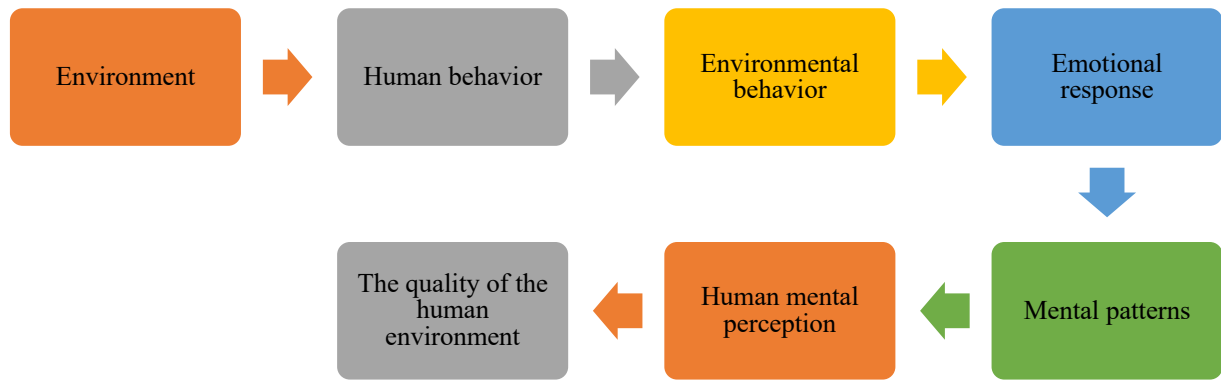 Environment
Human behavior
Environmental
behavior
Emotional
response
The quality of the
human
environment
Human mental
perception
Mental patterns